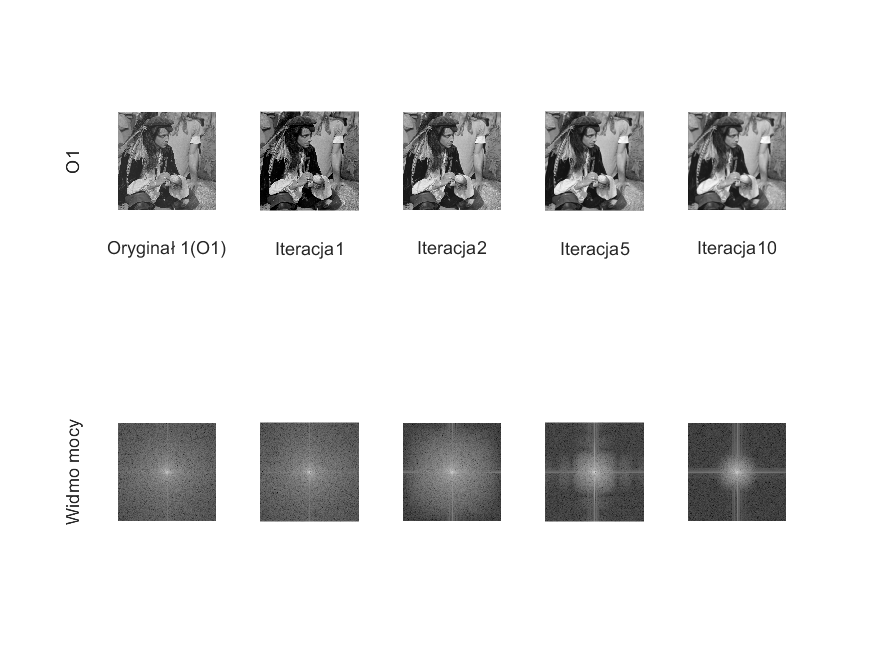 O1
Oryginał 1(O1)
Iteracja1
Iteracja2
Iteracja5
Iteracja10
Widmo mocy